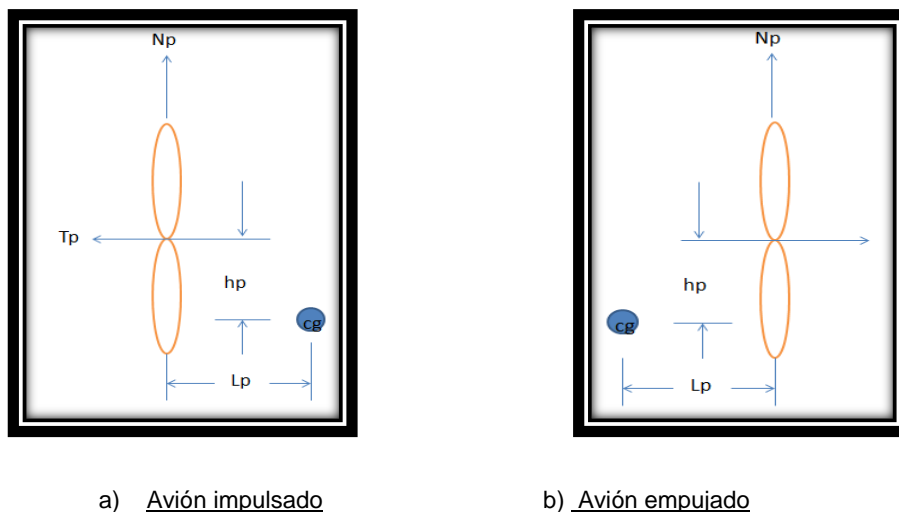 Np
Tp
hp
cg
Lp
Np
hp
cg
Lp
a) Avión impulsado
b) Avión empujado